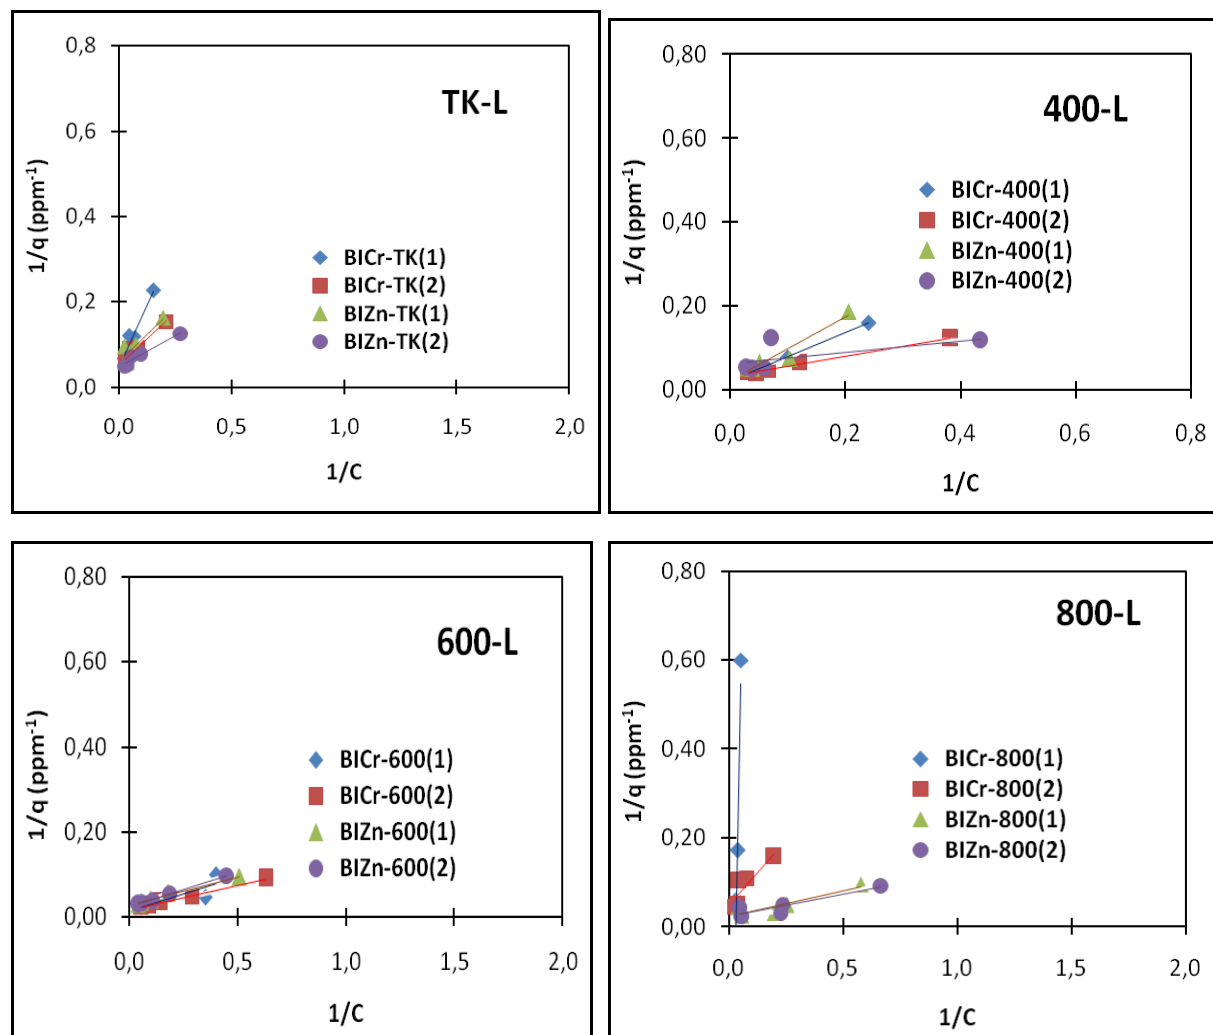 TK-L
1/q (ppm-1)
0,8
0,6
0,4
0,2
0,0
BICr-TK(1)
BICr-TK(2)
BIZn-TK(1)
BIZn-TK(2)
0,0 0,5 1,0 1,5 2,0
1/C
400-L
1/q (ppm-1)
0,80
0,60
0,40
0,20
0,00
BICr-400(1)
BICr-400(2)
BIZn-400(1)
BIZn-400(2)
0,0 0,2 0,4 0,6 0,8
1/C
600-L
1/q (ppm-1)
0,80
0,60
0,40
0,20
0,00
BICr-600(1)
BICr-600(2)
BIZn-600(1)
BIZn-600(2)
0,0 0,5 1,0 1,5 2,0
1/C
800-L
1/q (ppm-1)
0,80
0,60
0,40
0,20
0,00
BICr-800(1)
BICr-800(2)
BIZn-800(1)
BIZn-800(2)
0,0 0,5 1,0 1,5 2,0
1/C